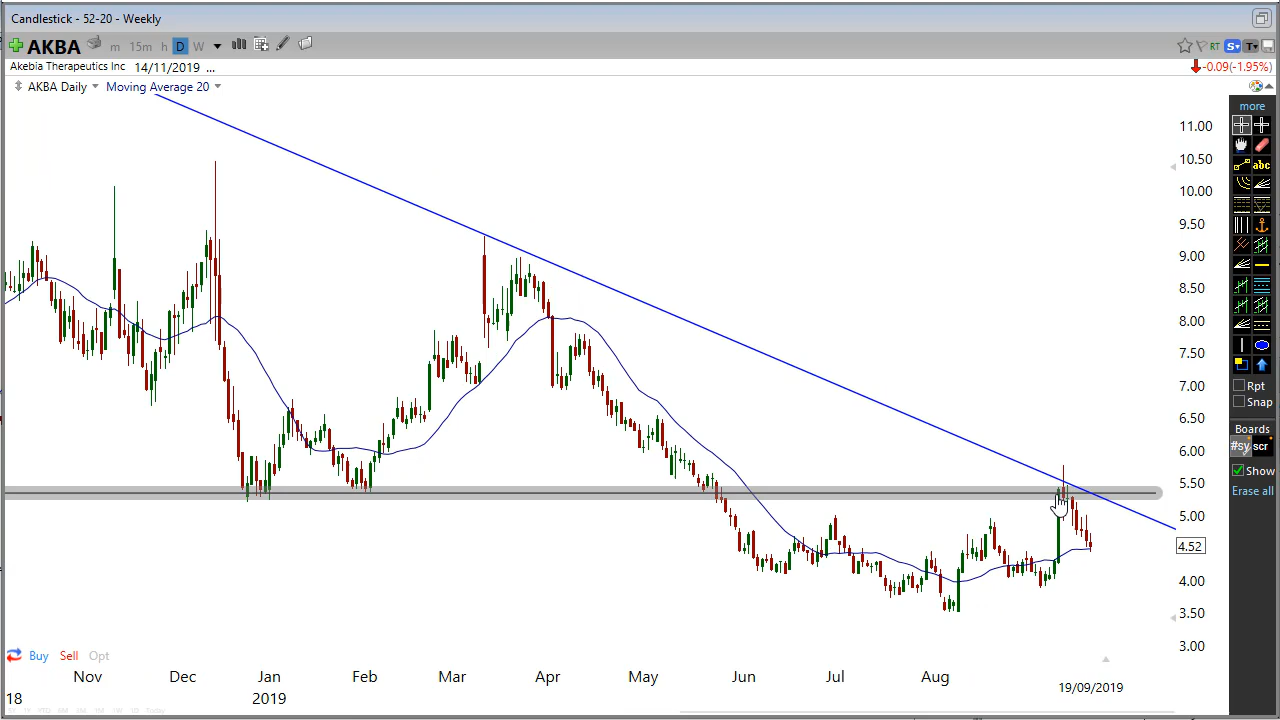 Candlestick - 52-20 - Weekly
AKBA m 15m h D W RT S T
Akebia Therapeutics Inc 14/11/2019 ... -0.09(-1.95%)
AKBA Daily Moving Average 20
more
abc
11.00
10.50
10.00
9.50
9.00
8.50
8.00
7.50
7.00
6.50
6.00
5.50
5.00
4.52
4.00
3.50
3.00
Rpt
Snap
Boards
#sy scr
Show
Erase all
Buy Sell Opt
Nov Dec Jan Feb Mar Apr May Jun Jul Aug 19/09/2019
18 2019